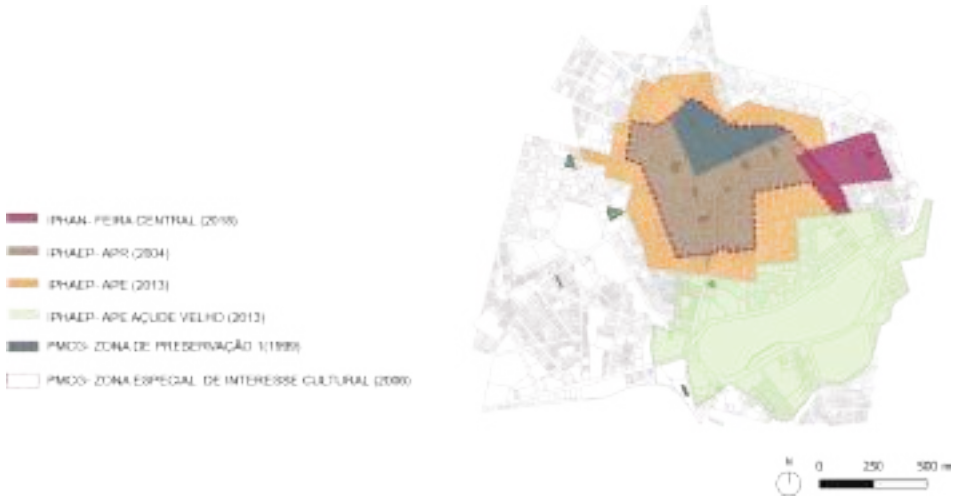 IPHAN- FEIRA CENTRAL (2018)
IPHAEP- APR (2004)
IPHAEP- APE (2013)
IPHAEP- APE AÇUDE VELHO (2013)
PMCG- ZONA DE PRESERVAÇÃO 1(1999)
PMCG- ZONA ESPECIAL DE INTERESSE CULTURAL (2006)
N
0 250 500 m